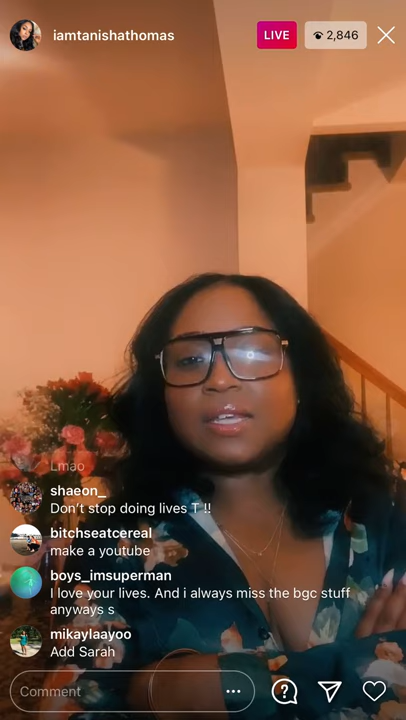 iamtanishathomas
LIVE
2,846
Lmao
shaeon_
Don't stop doing lives T !!
bitchseatcereal
make a youtube
boys_imsuperman
I love your lives. And i always miss the bgc stuff
anyways s
mikaylaayoo
Add Sarah
Comment